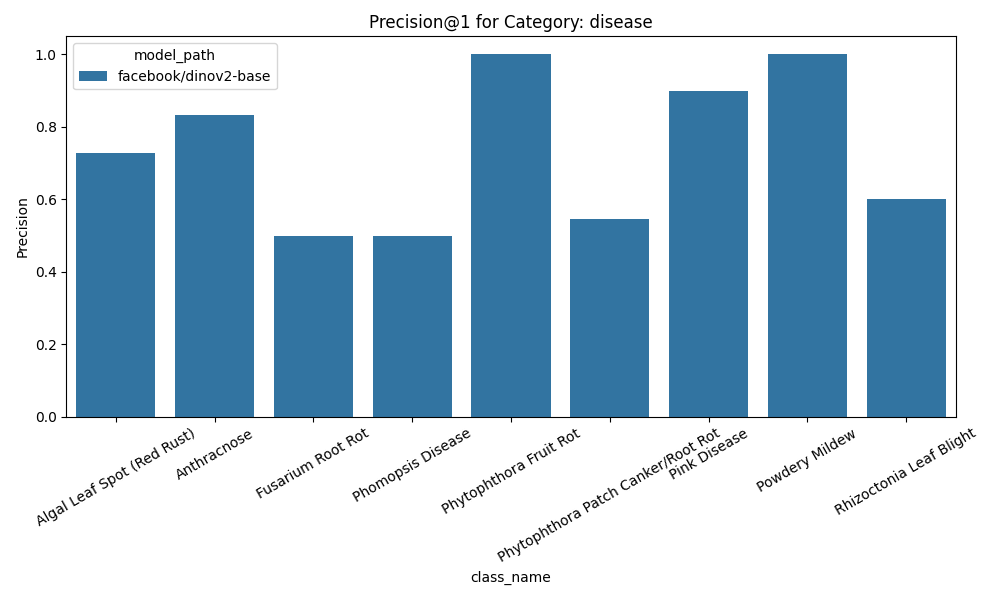 Precision@1 for Category: disease
model_path
facebook/dinov2-base
Precision
1.0
0.8
0.6
0.4
0.2
0.0
Algal Leaf Spot (Red Rust)
Anthracnose
Fusarium Root Rot
Phomopsis Disease
Phytophthora Fruit Rot
Phytophthora Patch Canker/Root Rot
Pink Disease
Powdery Mildew
Rhizoctonia Leaf Blight
class_name